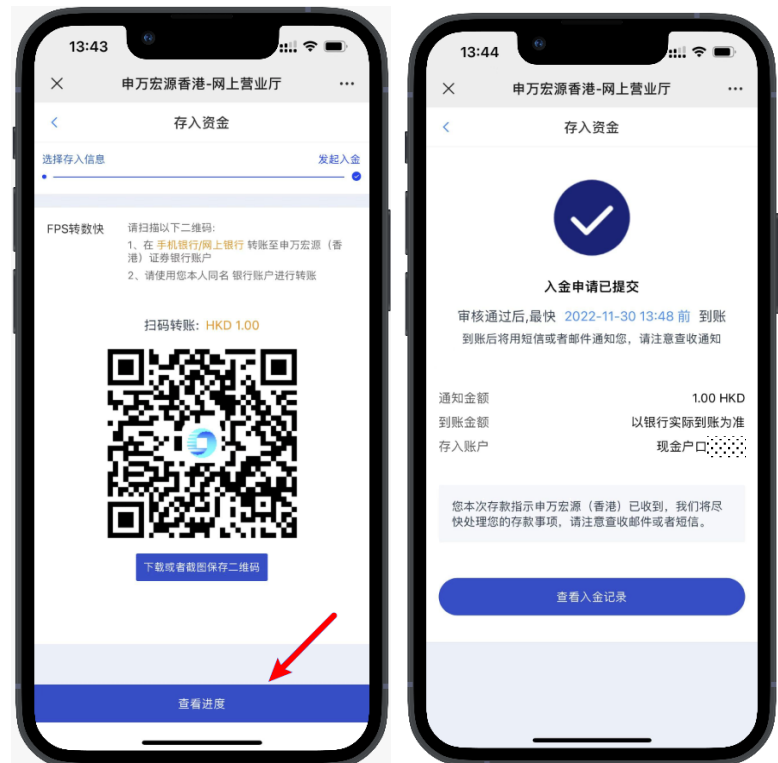 13:43
申万宏源香港-网上营业厅
存入资金
选择存入信息
发起入金
FPS转数快
请扫描以下二维码:
1、在 手机银行/网上银行 转账至申万宏源（香
港）证券银行账户
2、请使用您本人同名 银行账户进行转账
扫码转账: HKD 1.00
下载或者截图保存二维码
查看进度
13:44
申万宏源香港-网上营业厅
存入资金
入金申请已提交
审核通过后,最快 2022-11-30 13:48 前 到账
到账后将用短信或者邮件通知您，请注意查收通知
通知金额 1.00 HKD
到账金额 以银行实际到账为准
存入账户 现金户口
您本次存款指示申万宏源（香港）已收到，我们将尽
快处理您的存款事项，请注意查收邮件或者短信。
查看入金记录